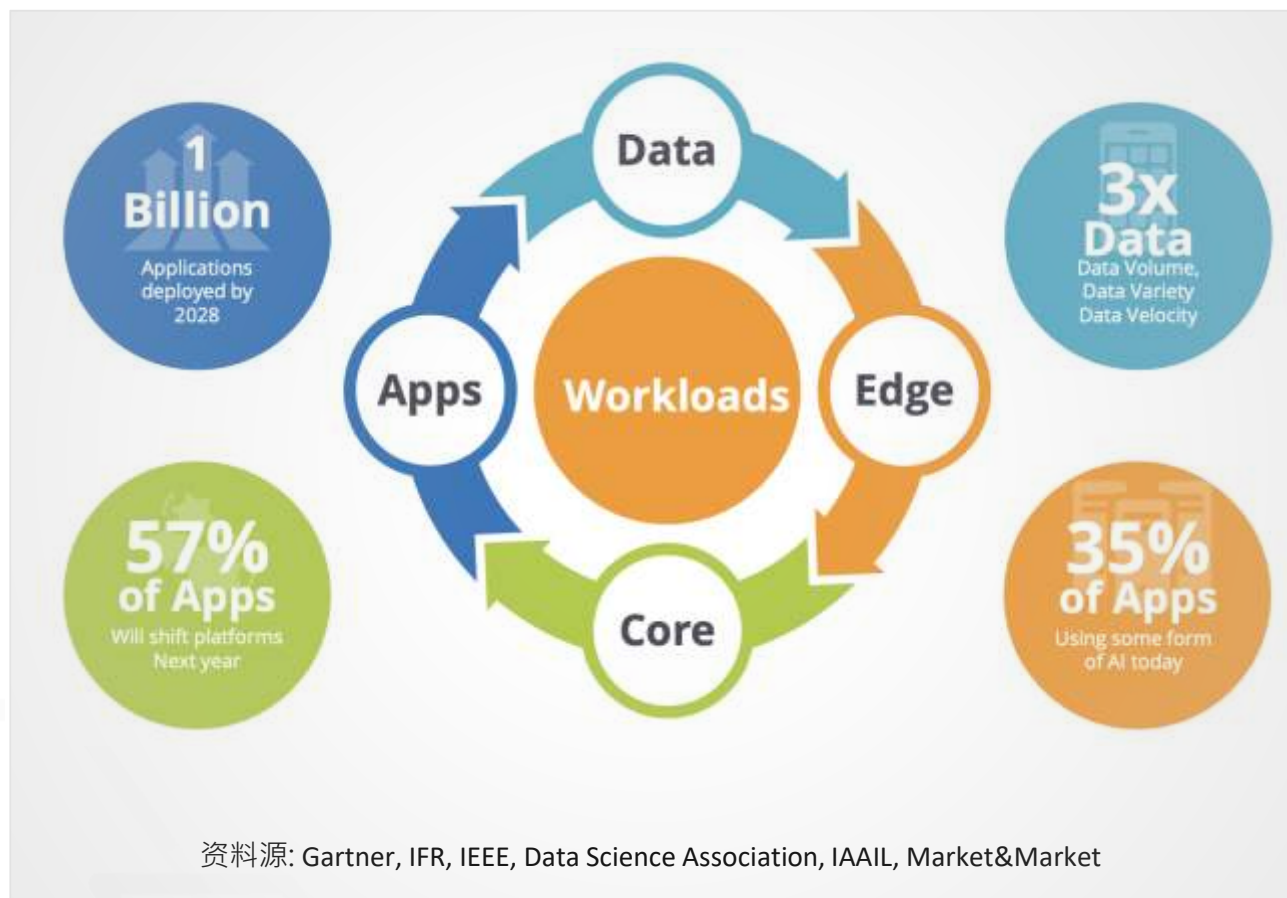 1
Billion
Applications
deployed by
2028
Data
3x
Data
Data Volume,
Data Variety
Data Velocity
Apps
Workloads
Edge
57%
of Apps
Will shift platforms
Next year
Core
35%
of Apps
Using some form
of AI today
资料源: Gartner, IFR, IEEE, Data Science Association, IAAIL, Market&Market